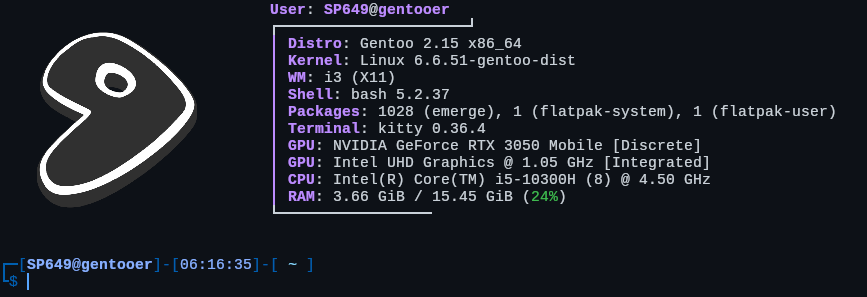 User: SP649@gentooer
Distro: Gentoo 2.15 x86_64
Kernel: Linux 6.6.51-gentoo-dist
WM: i3 (X11)
Shell: bash 5.2.37
Packages: 1028 (emerge), 1 (flatpak-system), 1 (flatpak-user)
Terminal: kitty 0.36.4
GPU: NVIDIA GeForce RTX 3050 Mobile [Discrete]
GPU: Intel UHD Graphics @ 1.05 GHz [Integrated]
CPU: Intel(R) Core(TM) i5-10300H (8) @ 4.50 GHz
RAM: 3.66 GiB / 15.45 GiB (24%)
[SP649@gentooer]-[06:16:35]-[ ~ ]
$